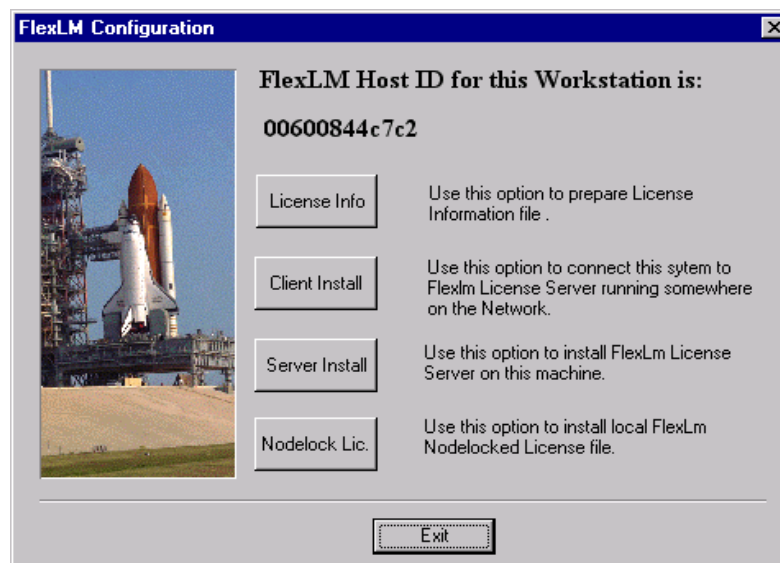 FlexLM Configuration
FlexLM Host ID for this Workstation is:
00600844c7c2
License Info
Use this option to prepare License
Information file .
Client Install
Use this option to connect this sytem to
Flexlm License Server running somewhere
on the Network.
Server Install
Use this option to install FlexLm License
Server on this machine.
Nodelock Lic.
Use this option to install local FlexLm
Nodelocked License file.
Exit